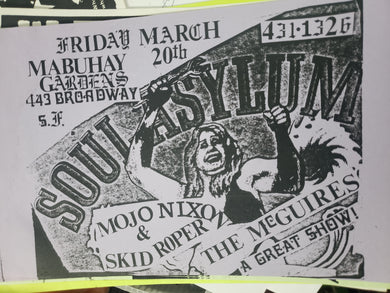 FRIDAY MARCH
20th
431-1326
MABUHAY
GARDENS
443 BROADWAY
S.F.
SOUL ASYLUM
MOJO NIXON
&
SKID ROPER
THE McGUIRES
A GREAT SHOW!